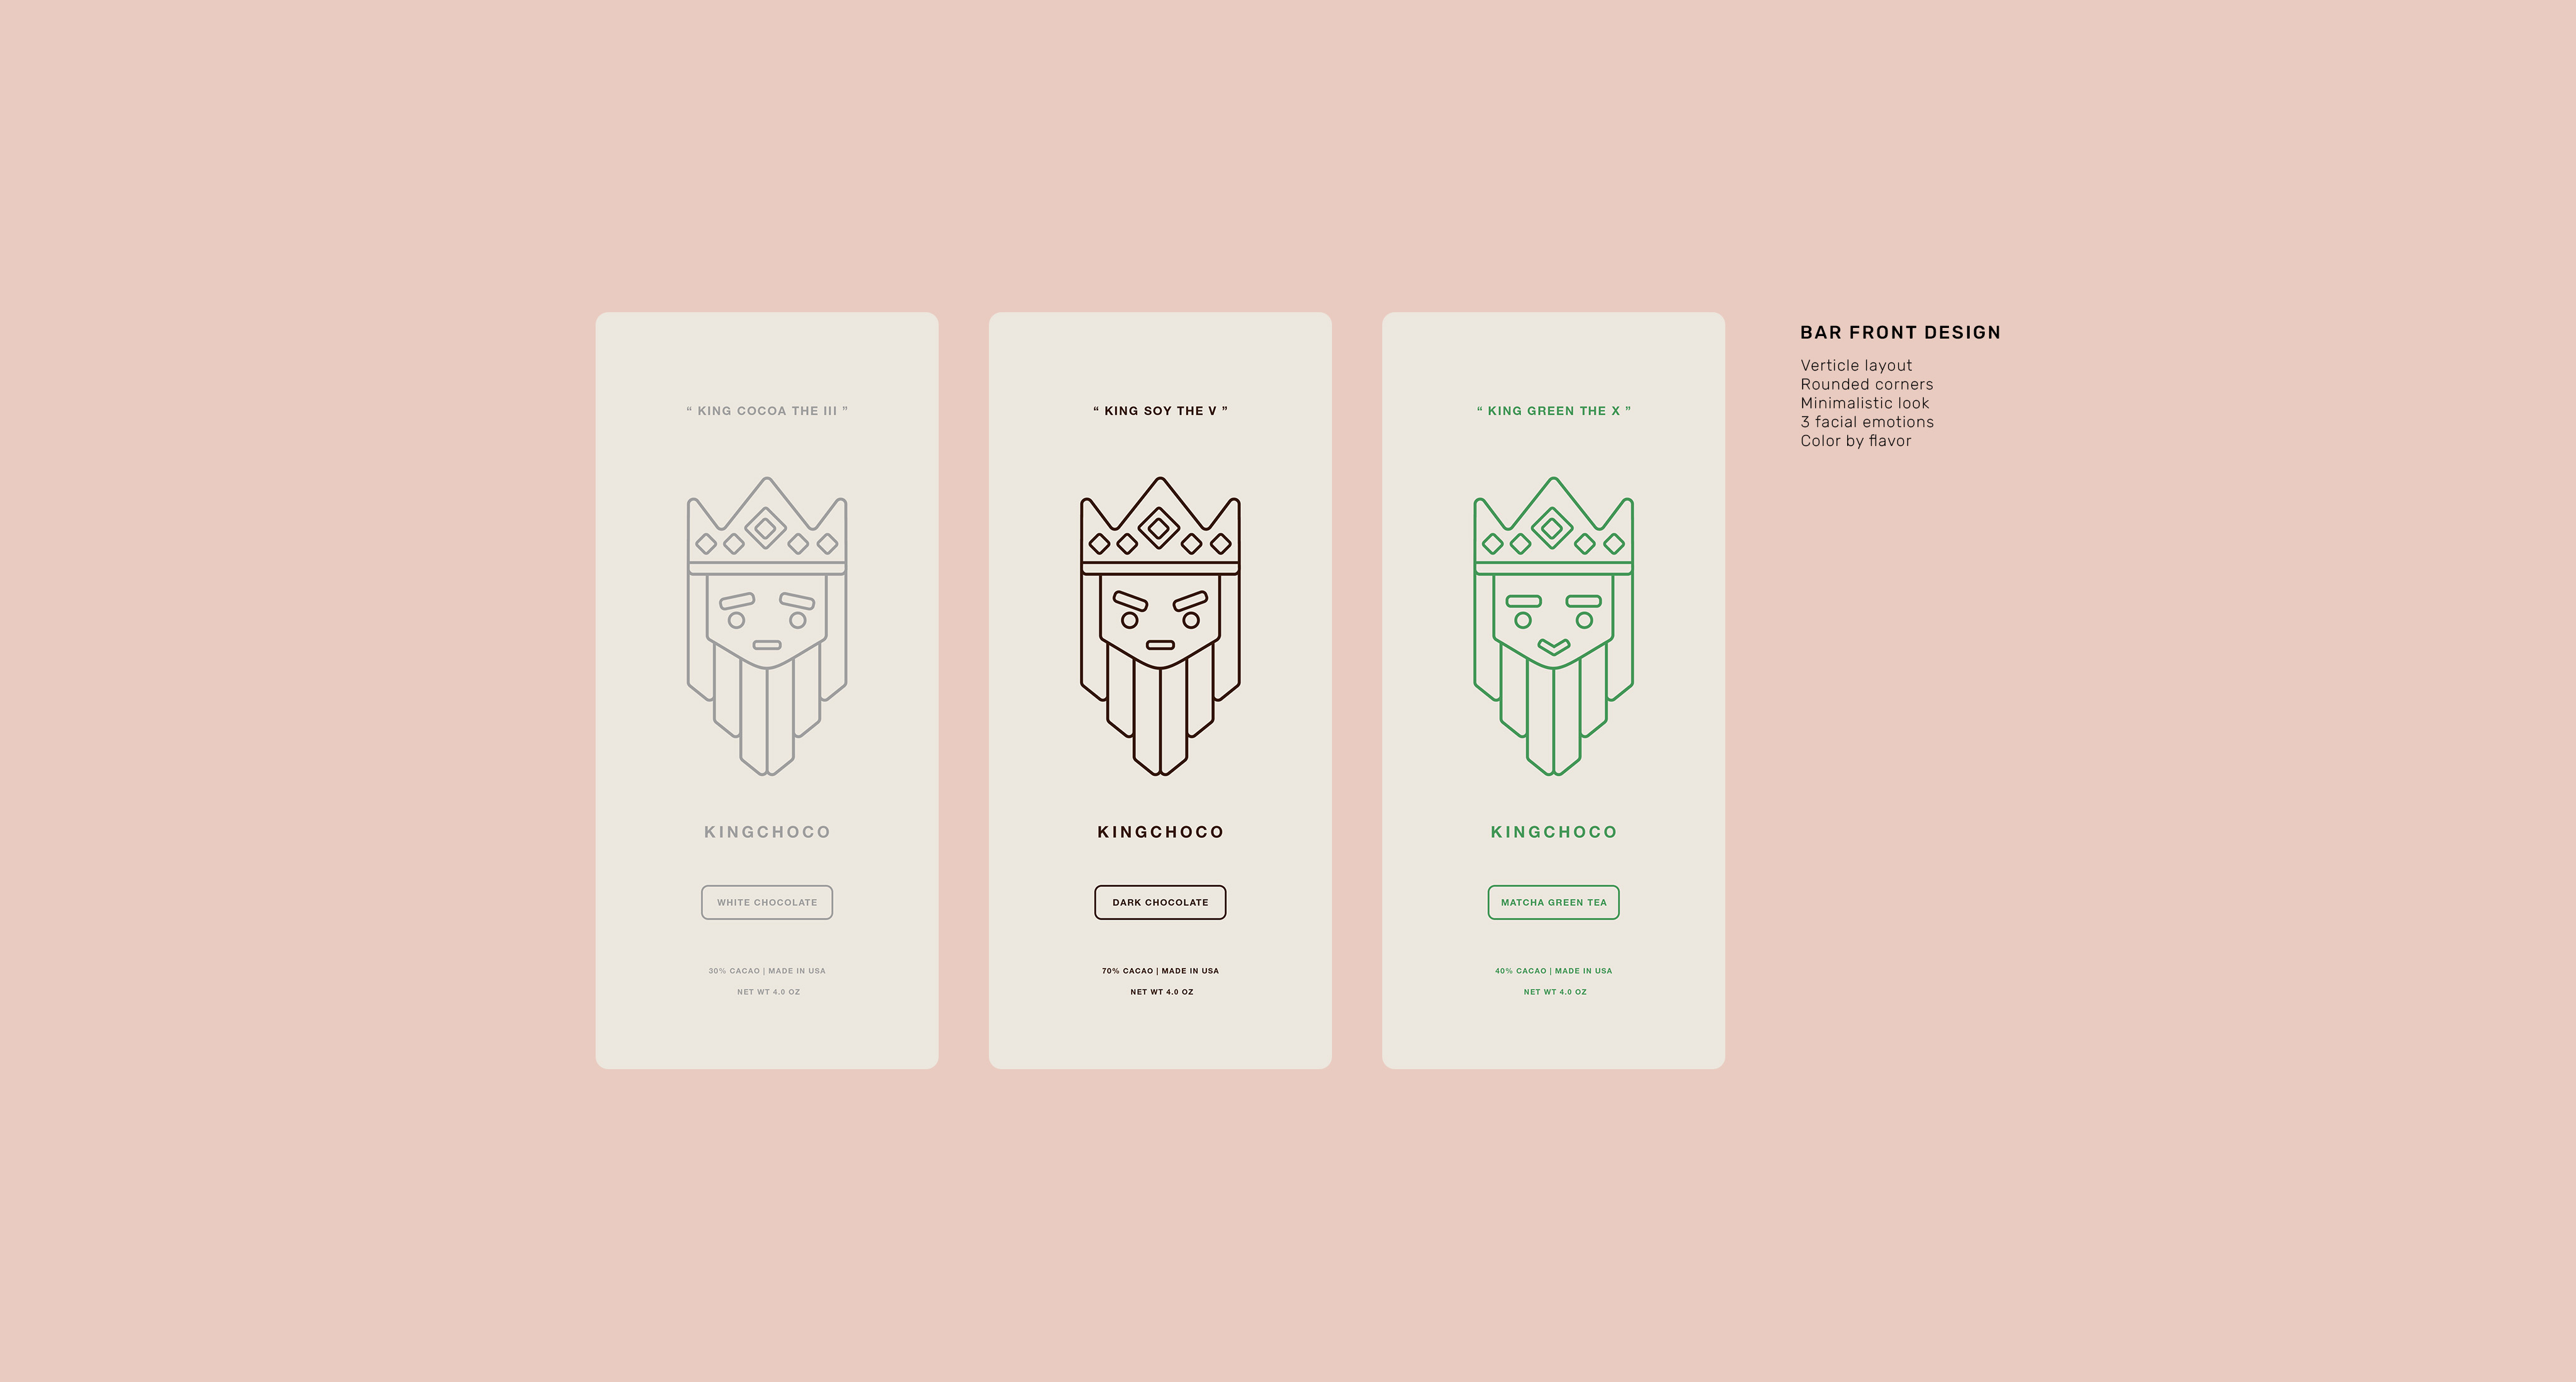 “ KING COCOA THE III ”
KINGCHOCO
WHITE CHOCOLATE
30% CACAO | MADE IN USA
NET WT 4.0 OZ
“ KING SOY THE V ”
KINGCHOCO
DARK CHOCOLATE
70% CACAO | MADE IN USA
NET WT 4.0 OZ
“ KING GREEN THE X ”
KINGCHOCO
MATCHA GREEN TEA
40% CACAO | MADE IN USA
NET WT 4.0 OZ
BAR FRONT DESIGN
Verticle layout
Rounded corners
Minimalistic look
3 facial emotions
Color by flavor